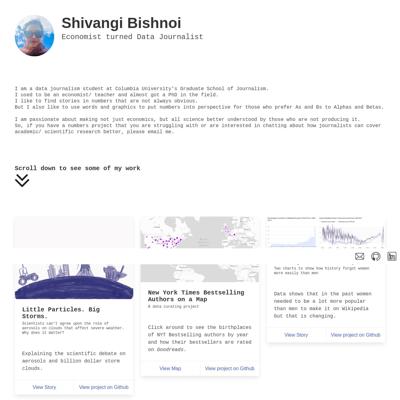 Shivangi Bishnoi
Economist turned Data Journalist
I am a data journalism student at Columbia University's Graduate School of Journalism.
I used to be an economist/ teacher and almost got a PhD in the field.
I like to find stories in numbers that are not always obvious.
But I also like to use words and graphics to put numbers into perspective for those who prefer As and Bs to Alphas and Betas.
I am passionate about making not just economics, but all science better understood by those who are not producing it.
So, if you have a numbers project that you are struggling with or are interested in chatting about how journalists can cover
academic/ scientific research better, please email me.
Scroll down to see some of my work
Little Particles. Big
Storms.
Scientists can't agree upon the role of
aerosols on clouds that affect severe weather.
Why does it matter?
Explaining the scientific debate on
aerosols and billion dollar storm
clouds.
View Story View project on Github
New York Times Bestselling
Authors on a Map
A data curating project
Click around to see the birthplaces
of NYT Bestselling authors by year
and how their bestsellers are rated
on Goodreads.
View Map View project on Github
Two charts to show how history forgot women
more easily than men
Data shows that in the past women
needed to be a lot more popular
than men to make it on Wikipedia
but that is changing.
View Story View project on Github